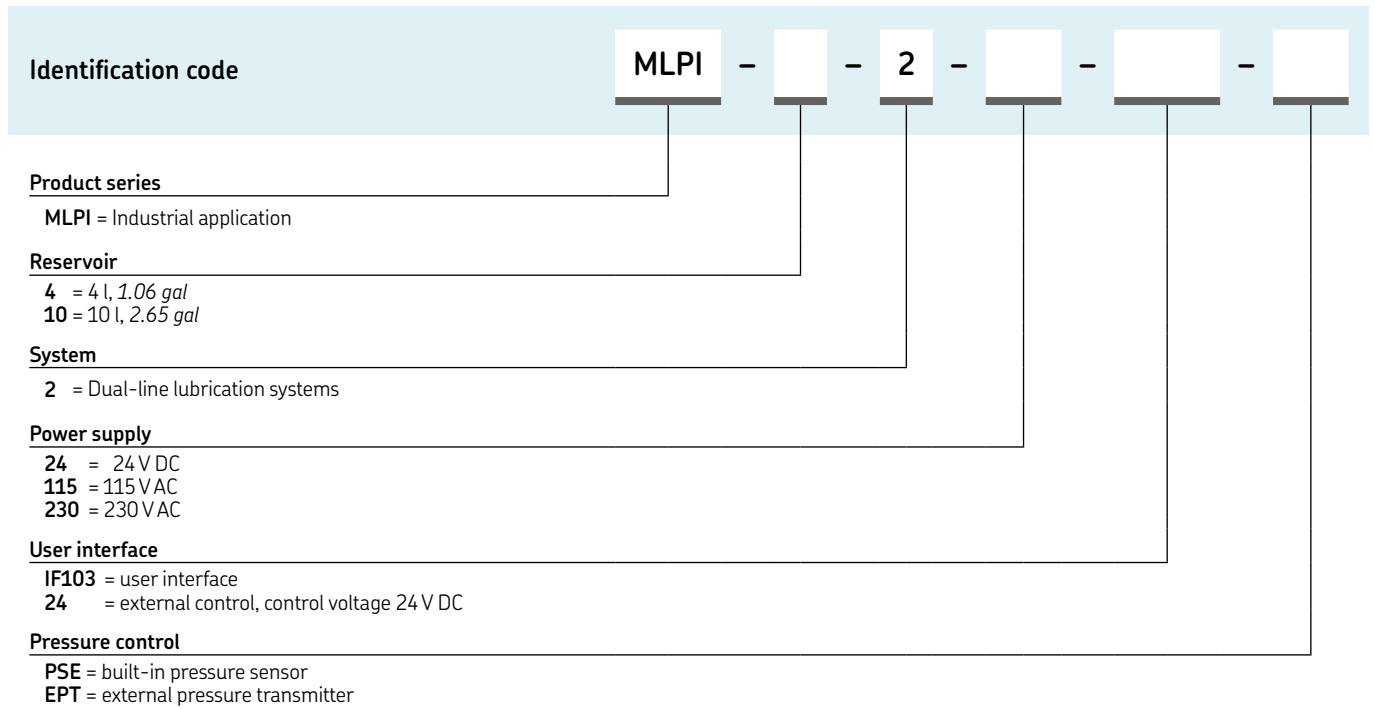 Identification code MLPI – – 2 – – –
Product series
MLPI = Industrial application
Reservoir
4 = 4 l, 1.06 gal
10 = 10 l, 2.65 gal
System
2 = Dual-line lubrication systems
Power supply
24 = 24 V DC
115 = 115 V AC
230 = 230 V AC
User interface
IF103 = user interface
24 = external control, control voltage 24 V DC
Pressure control
PSE = built-in pressure sensor
EPT = external pressure transmitter